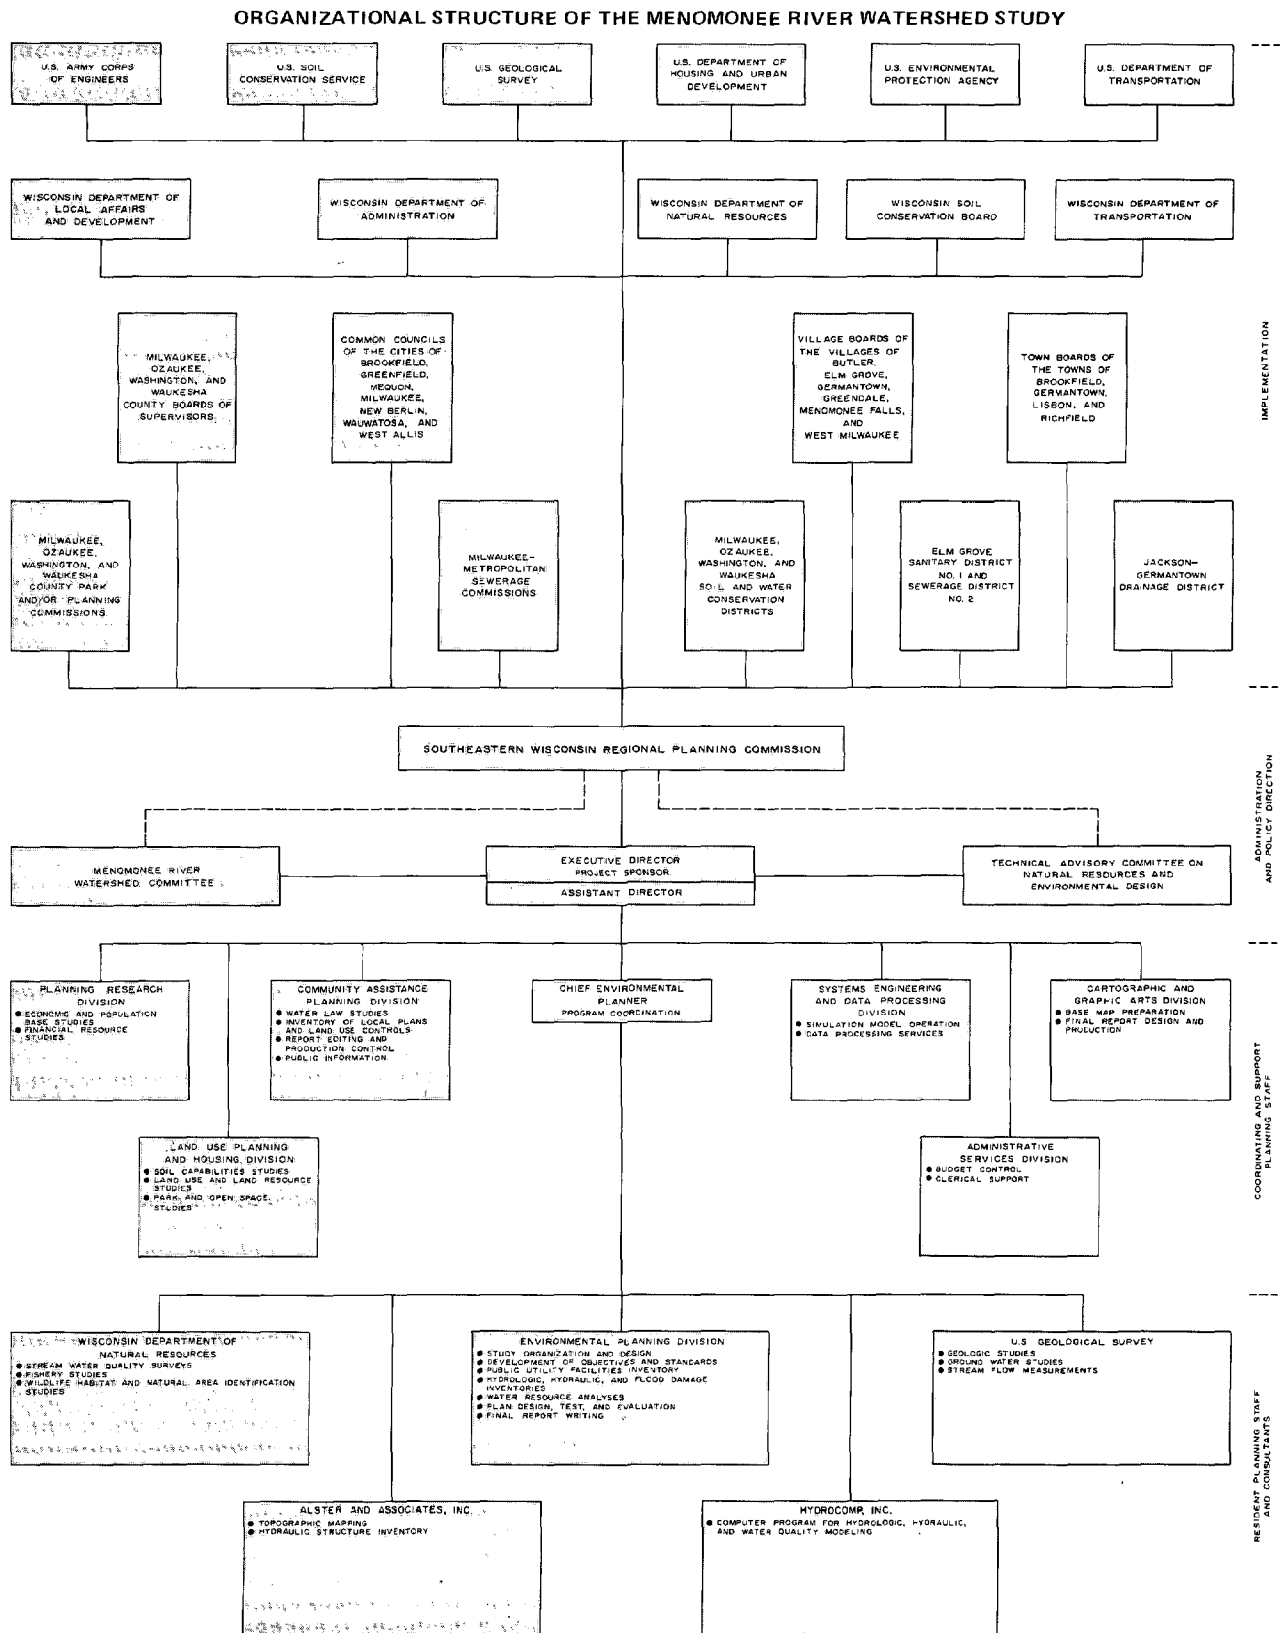 ORGANIZATIONAL STRUCTURE OF THE MENOMONEE RIVER WATERSHED STUDY
U.S. ARMY CORPS
OF ENGINEERS
U.S. SOIL
CONSERVATION SERVICE
U.S. GEOLOGICAL
SURVEY
U.S. DEPARTMENT OF
HOUSING AND URBAN
DEVELOPMENT
U.S. ENVIRONMENTAL
PROTECTION AGENCY
U.S. DEPARTMENT OF
TRANSPORTATION
WISCONSIN DEPARTMENT OF
LOCAL AFFAIRS
AND DEVELOPMENT
WISCONSIN DEPARTMENT OF
ADMINISTRATION
WISCONSIN DEPARTMENT OF
NATURAL RESOURCES
WISCONSIN SOIL
CONSERVATION BOARD
WISCONSIN DEPARTMENT OF
TRANSPORTATION
IMPLEMENTATION
MILWAUKEE,
OZAUKEE,
WASHINGTON, AND
WAUKESHA
COUNTY BOARDS OF
SUPERVISORS
COMMON COUNCILS
OF THE CITIES OF
BROOKFIELD,
GREENFIELD,
MEQUON,
MILWAUKEE,
NEW BERLIN,
WAUWATOSA, AND
WEST ALLIS
VILLAGE BOARDS OF
THE VILLAGES OF
BUTLER,
ELM GROVE,
GERMANTOWN,
GREENDALE,
MENOMONEE FALLS,
AND
WEST MILWAUKEE
TOWN BOARDS OF
THE TOWNS OF
BROOKFIELD,
GERMANTOWN,
LISBON, AND
RICHFIELD
MILWAUKEE,
OZAUKEE,
WASHINGTON, AND
WAUKESHA
COUNTY PARK
AND/OR PLANNING
COMMISSIONS
MILWAUKEE-
METROPOLITAN
SEWERAGE
COMMISSIONS
MILWAUKEE,
OZAUKEE,
WASHINGTON, AND
WAUKESHA
SOIL AND WATER
CONSERVATION
DISTRICTS
ELM GROVE
SANITARY DISTRICT
NO. 1 AND
SEWERAGE DISTRICT
NO. 2
JACKSON-
GERMANTOWN
DRAINAGE DISTRICT
SOUTHEASTERN WISCONSIN REGIONAL PLANNING COMMISSION
ADMINISTRATION
AND POLICY DIRECTION
MENOMONEE RIVER
WATERSHED COMMITTEE
EXECUTIVE DIRECTOR
PROJECT SPONSOR
ASSISTANT DIRECTOR
TECHNICAL ADVISORY COMMITTEE ON
NATURAL RESOURCES AND
ENVIRONMENTAL DESIGN
PLANNING RESEARCH
DIVISION
● ECONOMIC AND POPULATION
BASE STUDIES
● FINANCIAL RESOURCE
STUDIES
COMMUNITY ASSISTANCE
PLANNING DIVISION
● WATER LAW STUDIES
● INVENTORY OF LOCAL PLANS
AND LAND USE CONTROLS
● REPORT EDITING AND
PRODUCTION CONTROL
● PUBLIC INFORMATION
CHIEF ENVIRONMENTAL
PLANNER
PROGRAM COORDINATION
SYSTEMS ENGINEERING
AND DATA PROCESSING
DIVISION
● SIMULATION MODEL OPERATION
● DATA PROCESSING SERVICES
CARTOGRAPHIC AND
GRAPHIC ARTS DIVISION
● BASE MAP PREPARATION
● FINAL REPORT DESIGN AND
PRODUCTION
COORDINATING AND SUPPORT
PLANNING STAFF
LAND USE PLANNING
AND HOUSING DIVISION
● SOIL CAPABILITIES STUDIES
● LAND USE AND LAND RESOURCE
STUDIES
● PARK AND OPEN SPACE
STUDIES
ADMINISTRATIVE
SERVICES DIVISION
● BUDGET CONTROL
● CLERICAL SUPPORT
WISCONSIN DEPARTMENT OF
NATURAL RESOURCES
● STREAM WATER QUALITY SURVEYS
● FISHERY STUDIES
● WILDLIFE HABITAT AND NATURAL AREA IDENTIFICATION
STUDIES
ENVIRONMENTAL PLANNING DIVISION
● STUDY ORGANIZATION AND DESIGN
● DEVELOPMENT OF OBJECTIVES AND STANDARDS
● PUBLIC UTILITY FACILITIES INVENTORY
● HYDROLOGIC, HYDRAULIC, AND FLOOD DAMAGE
INVENTORIES
● WATER RESOURCE ANALYSES
● PLAN DESIGN, TEST, AND EVALUATION
● FINAL REPORT WRITING
U.S. GEOLOGICAL SURVEY
● GEOLOGIC STUDIES
● GROUND WATER STUDIES
● STREAM FLOW MEASUREMENTS
RESIDENT PLANNING STAFF
AND CONSULTANTS
ALSTER AND ASSOCIATES, INC.
● TOPOGRAPHIC MAPPING
● HYDRAULIC STRUCTURE INVENTORY
HYDROCOMP, INC.
● COMPUTER PROGRAM FOR HYDROLOGIC, HYDRAULIC,
AND WATER QUALITY MODELING